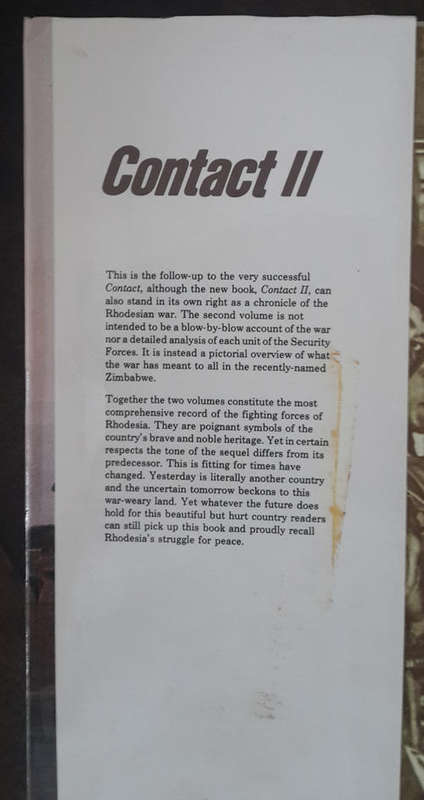 Contact II
This is the follow-up to the very successful
Contact, although the new book, Contact II, can
also stand in its own right as a chronicle of the
Rhodesian war. The second volume is not
intended to be a blow-by-blow account of the war
nor a detailed analysis of each unit of the Security
Forces. It is instead a pictorial overview of what
the war has meant to all in the recently-named
Zimbabwe.
Together the two volumes constitute the most
comprehensive record of the fighting forces of
Rhodesia. They are poignant symbols of the
country's brave and noble heritage. Yet in certain
respects the tone of the sequel differs from its
predecessor. This is fitting for times have
changed. Yesterday is literally another country
and the uncertain tomorrow beckons to this
war-weary land. Yet whatever the future does
hold for this beautiful but hurt country readers
can still pick up this book and proudly recall
Rhodesia's struggle for peace.